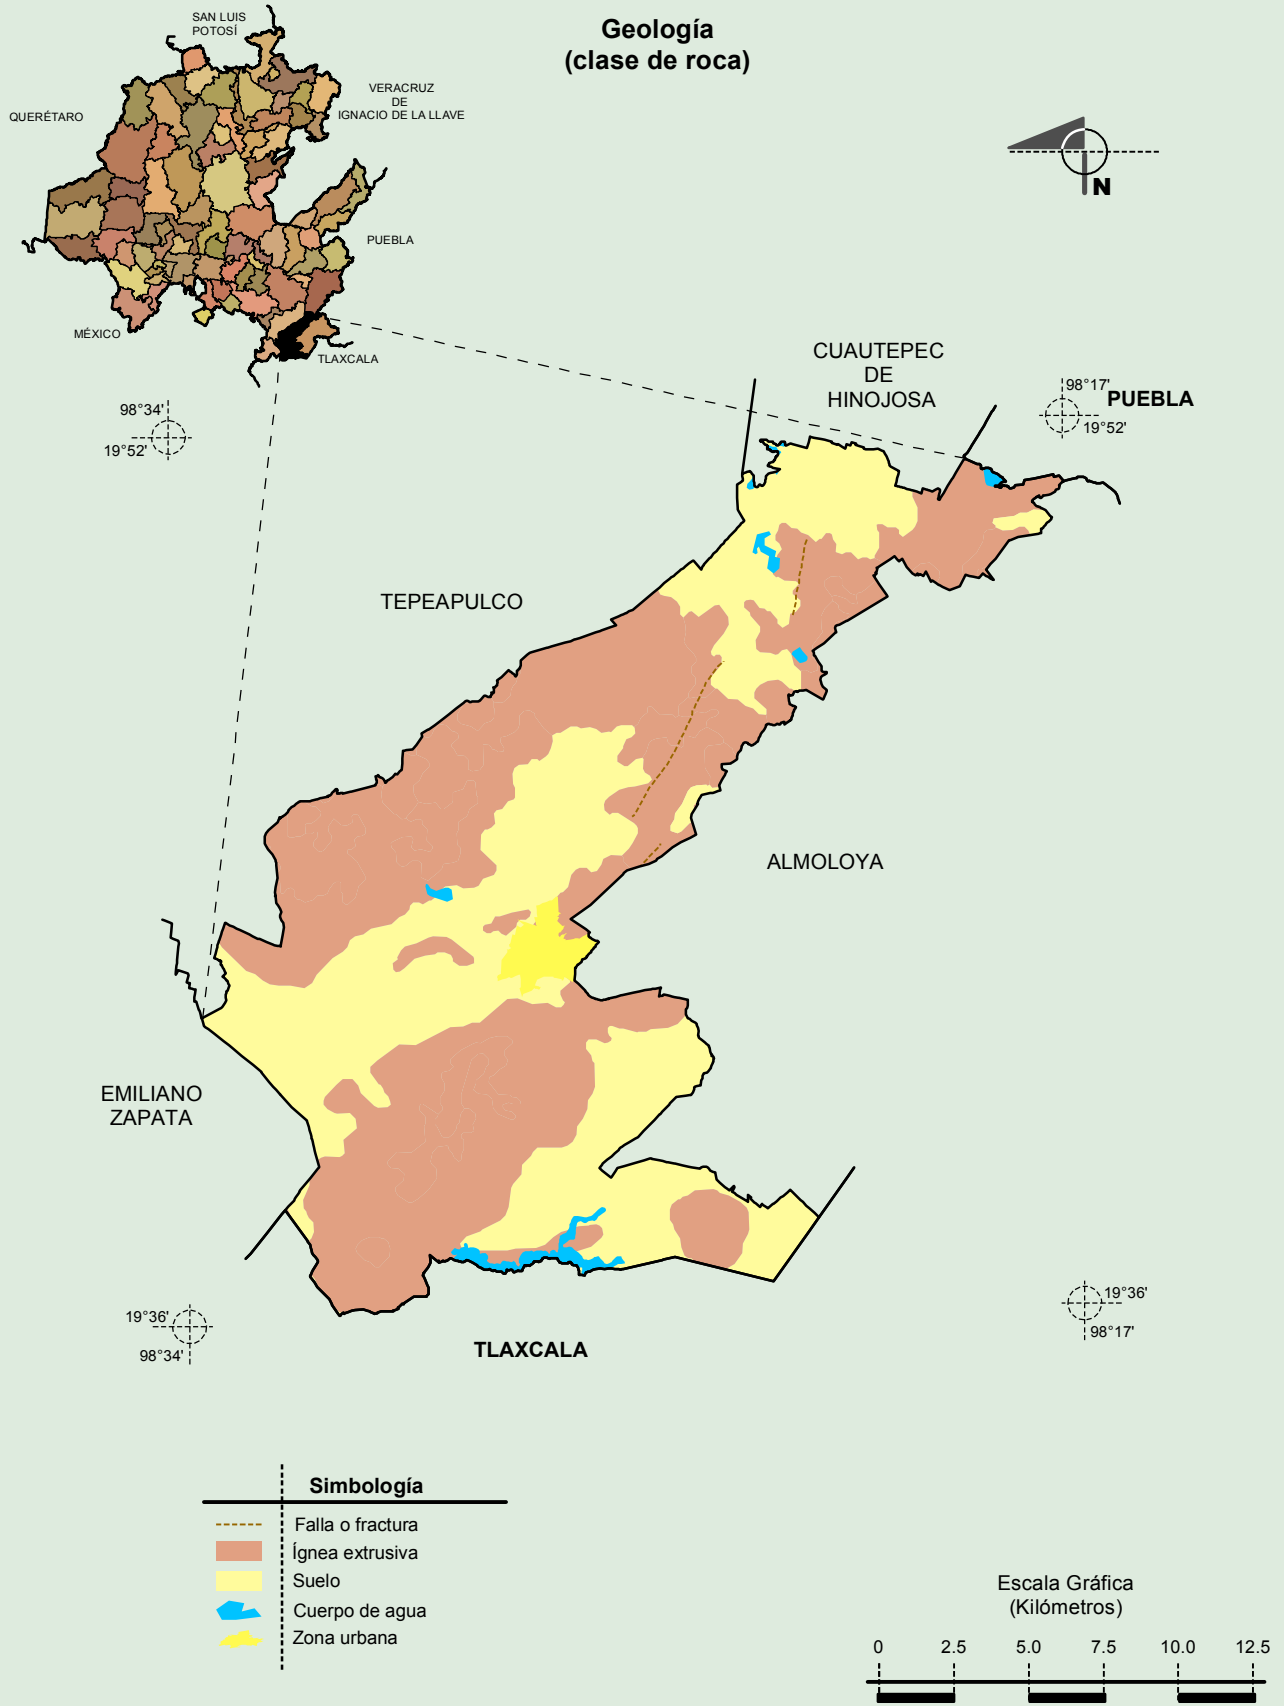 Geología
(clase de roca)
SAN LUIS
POTOSÍ
VERACRUZ
DE
IGNACIO DE LA LLAVE
QUERÉTARO
PUEBLA
MÉXICO
TLAXCALA
N
98°34'
19°52'
CUAUTEPEC
DE
HINOJOSA
98°17'
PUEBLA
19°52'
TEPEAPULCO
ALMOLOYA
EMILIANO
ZAPATA
19°36'
98°34'
TLAXCALA
19°36'
98°17'
Simbología
Falla o fractura
Ígnea extrusiva
Suelo
Cuerpo de agua
Zona urbana
Escala Gráfica
(Kilómetros)
0 2.5 5.0 7.5 10.0 12.5